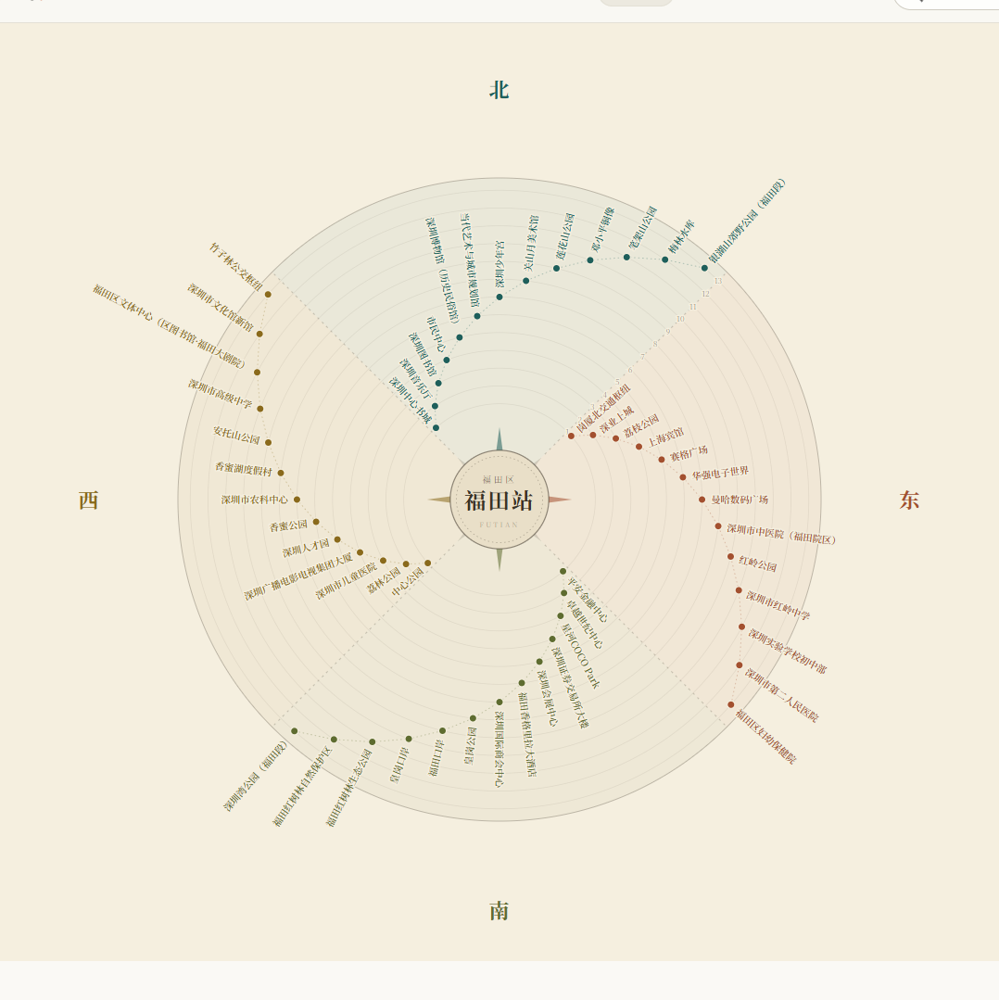 北
深圳中心书城
深圳音乐厅
深圳图书馆
市民中心
深圳博物馆（历史民俗馆）
当代艺术与城市规划馆
深圳少年宫
关山月美术馆
莲花山公园
邓小平铜像
笔架山公园
梅林水库
银湖山郊野公园（福田段）
13
12
11
10
9
8
7
6
5
4
3
1
岗厦北交通枢纽
深业上城
荔枝公园
上海宾馆
赛格广场
华强电子世界
曼哈数码广场
深圳市中医院（福田院区）
红岭公园
深圳市红岭中学
深圳实验学校初中部
深圳市第二人民医院
福田区妇幼保健院
东
福田区
福田站
FUTIAN
西
竹子林公交枢纽
深圳市文化馆新馆
福田区文体中心（区图书馆·福田大剧院）
深圳市高级中学
安托山公园
香蜜湖度假村
深圳市农科中心
香蜜公园
深圳人才园
深圳广播电影电视集团大厦
深圳市儿童医院
荔林公园
中心公园
平安金融中心
卓越世纪中心
星河COCO Park
深圳证券交易所大楼
深圳会展中心
福田香格里拉大酒店
深圳国际商会中心
皇岗公园
福田口岸
皇岗口岸
福田红树林生态公园
福田红树林自然保护区
深圳湾公园（福田段）
南